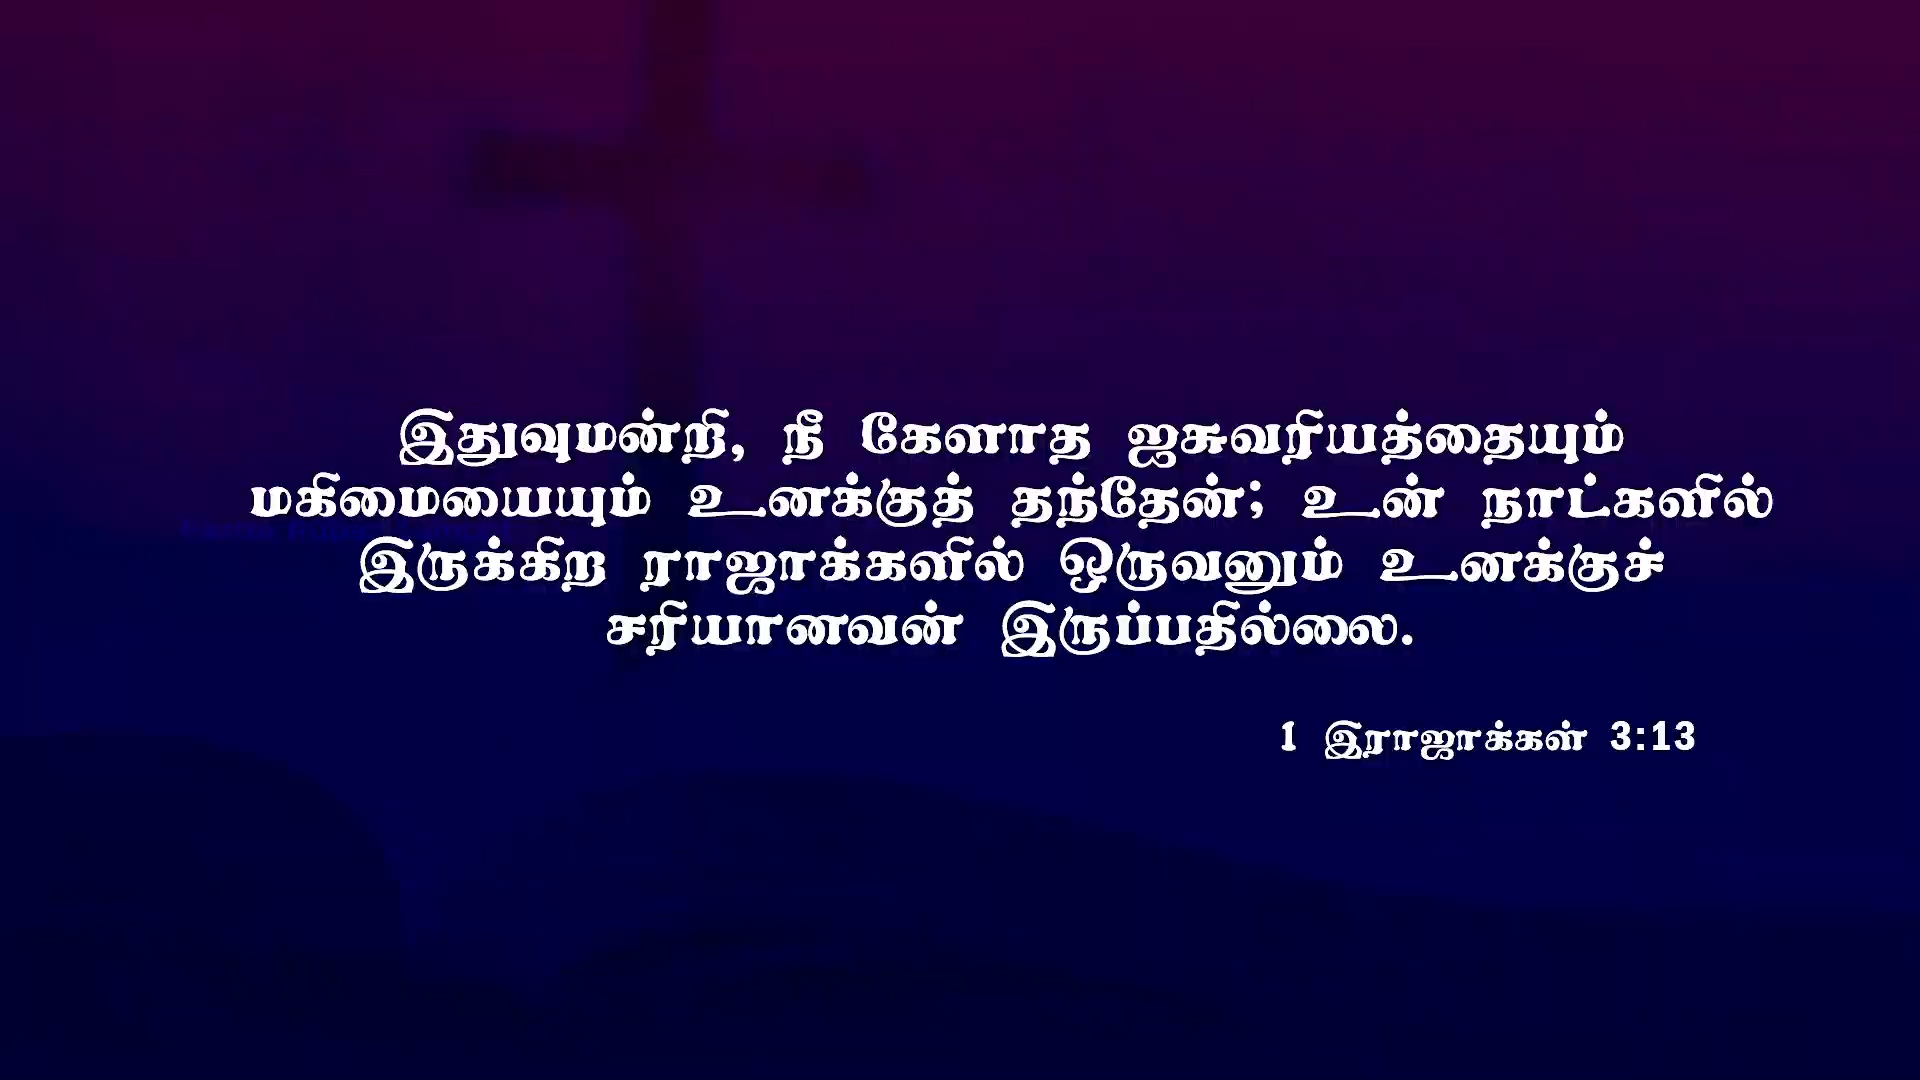 இதுவுமன்றி, நீ கேளாத ஐசுவரியத்தையும்
மகிமையையும் உனக்குத் தந்தேன்; உன் நாட்களில்
இருக்கிற ராஜாக்களில் ஒருவனும் உனக்குச்
சரியானவன் இருப்பதில்லை.
1 இராஜாக்கள் 3:13